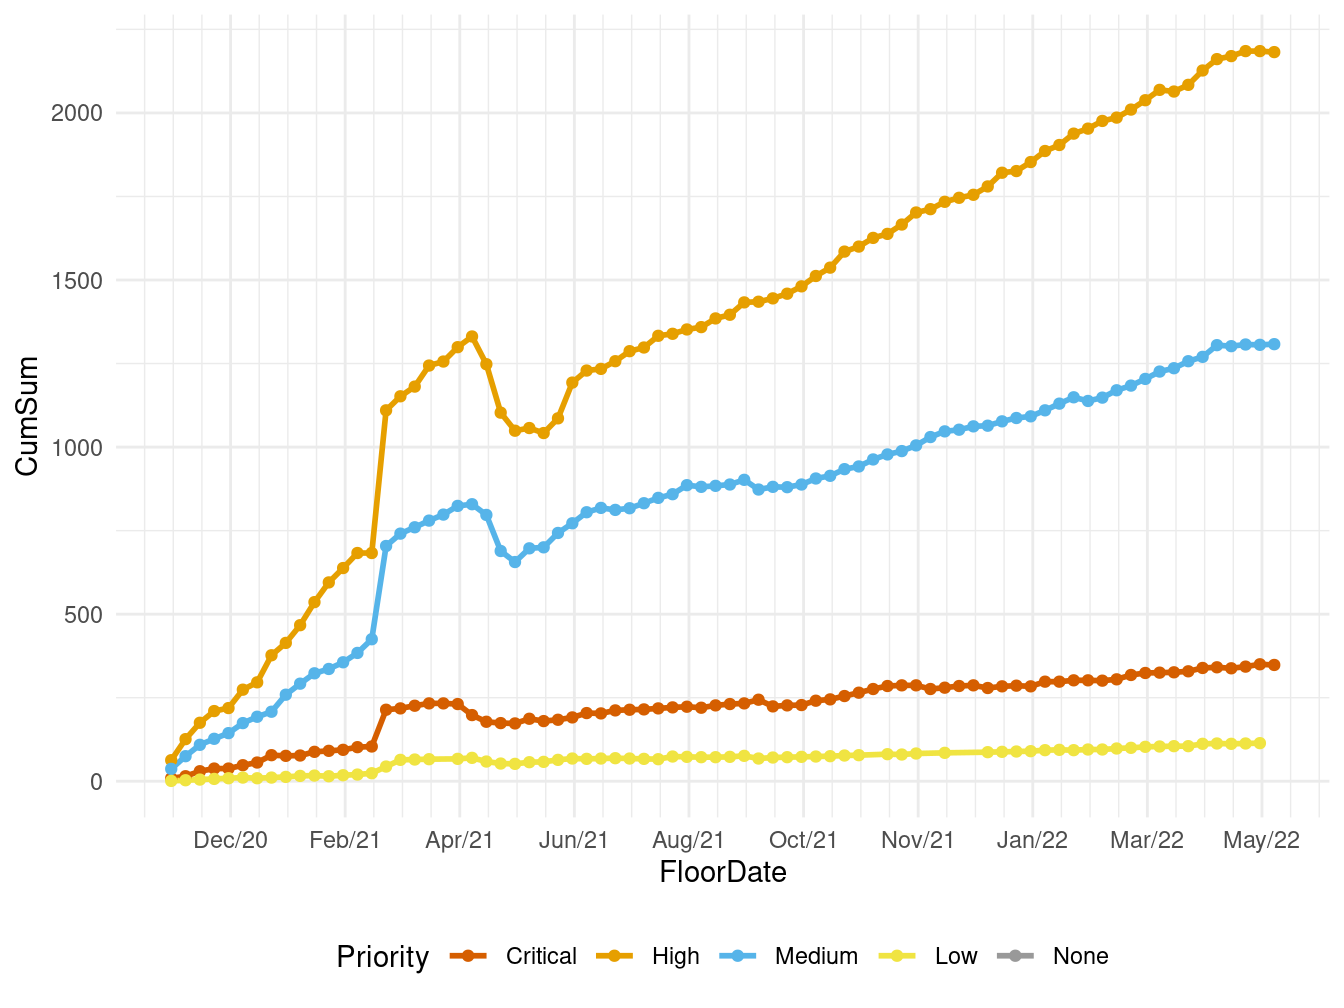 2000
1500
1000
500
0
CumSum
Dec/20 Feb/21 Apr/21 Jun/21 Aug/21 Oct/21 Nov/21 Jan/22 Mar/22 May/22
FloorDate
Priority Critical High Medium Low None